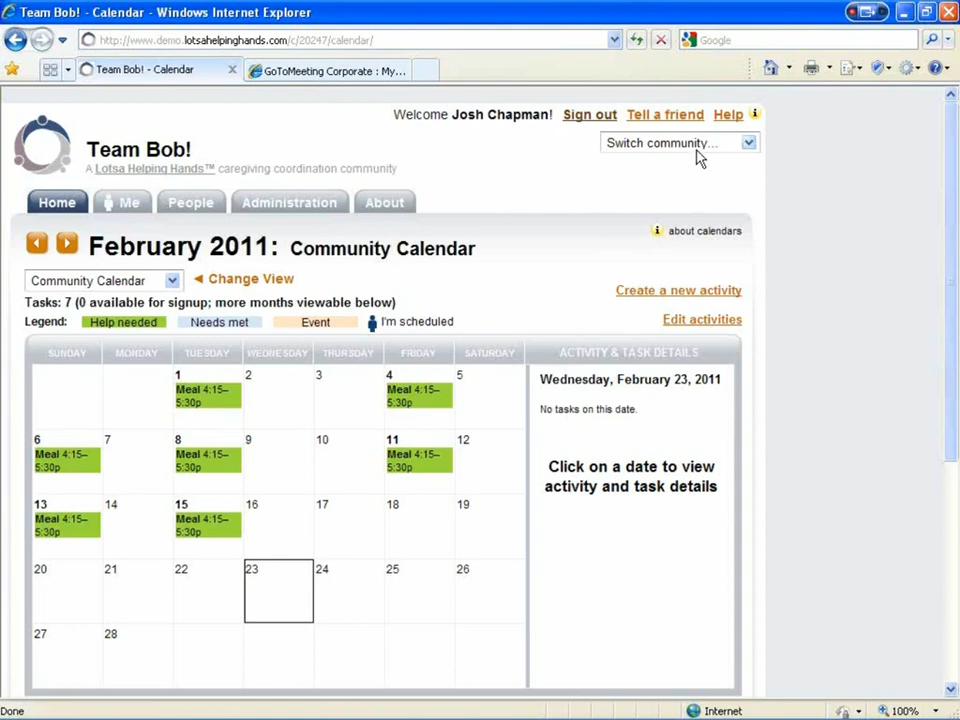 Team Bob! - Calendar - Windows Internet Explorer
http://www.demo.lotsahelpinghands.com/c/20247/calendar/
Google
Team Bob! - Calendar
GoToMeeting Corporate : My...
Welcome Josh Chapman! Sign out Tell a friend Help
Switch community...
Team Bob!
A Lotsa Helping Hands™ caregiving coordination community
Home Me People Administration About
about calendars
February 2011: Community Calendar
Community Calendar Change View
Create a new activity
Tasks: 7 (0 available for signup; more months viewable below)
Legend: Help needed Needs met Event I'm scheduled
Edit activities
SUNDAY MONDAY TUESDAY WEDNESDAY THURSDAY FRIDAY SATURDAY
ACTIVITY & TASK DETAILS
Wednesday, February 23, 2011
No tasks on this date.
Click on a date to view
activity and task details
1 2 3 4 5
Meal 4:15– Meal 4:15–
5:30p 5:30p
6 7 8 9 10 11 12
Meal 4:15– Meal 4:15– Meal 4:15–
5:30p 5:30p 5:30p
13 14 15 16 17 18 19
Meal 4:15– Meal 4:15–
5:30p 5:30p
20 21 22 23 24 25 26
27 28
Done
Internet
100%